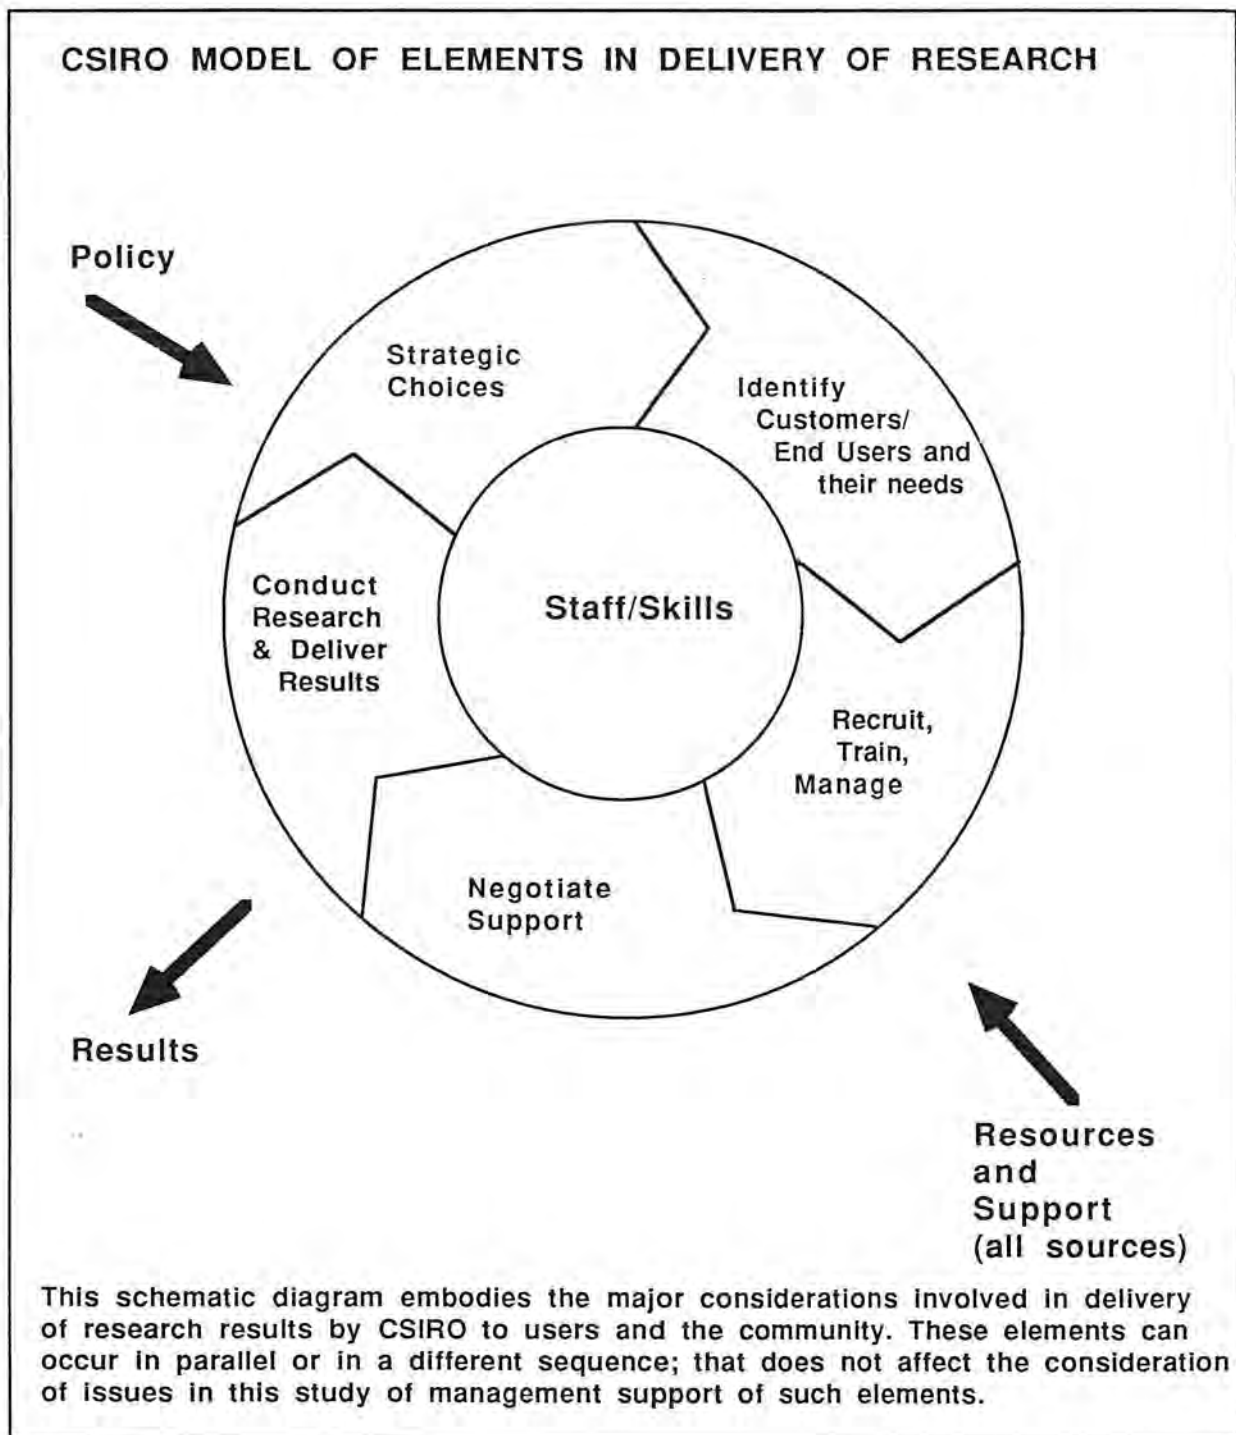 CSIRO MODEL OF ELEMENTS IN DELIVERY OF RESEARCH
Policy
Strategic
Choices
Identify
Customers/
End Users and
their needs
Conduct
Research
& Deliver
Results
Staff/Skills
Recruit,
Train,
Manage
Negotiate
Support
Results
Resources
and
Support
(all sources)
This schematic diagram embodies the major considerations involved in delivery
of research results by CSIRO to users and the community. These elements can
occur in parallel or in a different sequence; that does not affect the consideration
of issues in this study of management support of such elements.